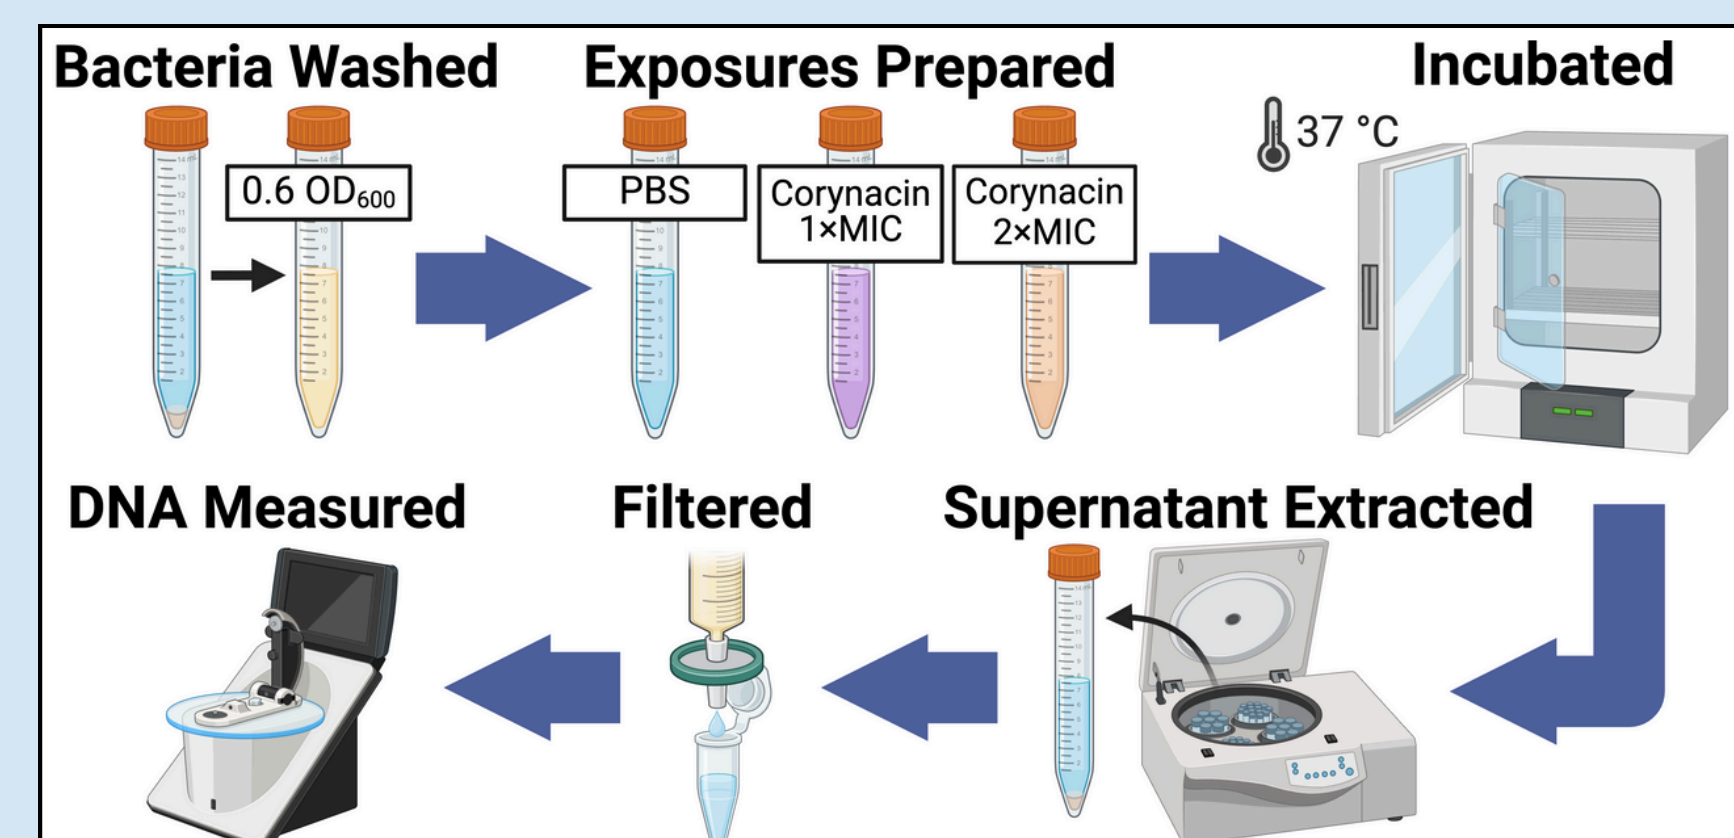 Bacteria Washed
Exposures Prepared
Incubated
37 °C
0.6 OD₆₀₀
PBS
Corynacin
1×MIC
Corynacin
2×MIC
DNA Measured
Filtered
Supernatant Extracted